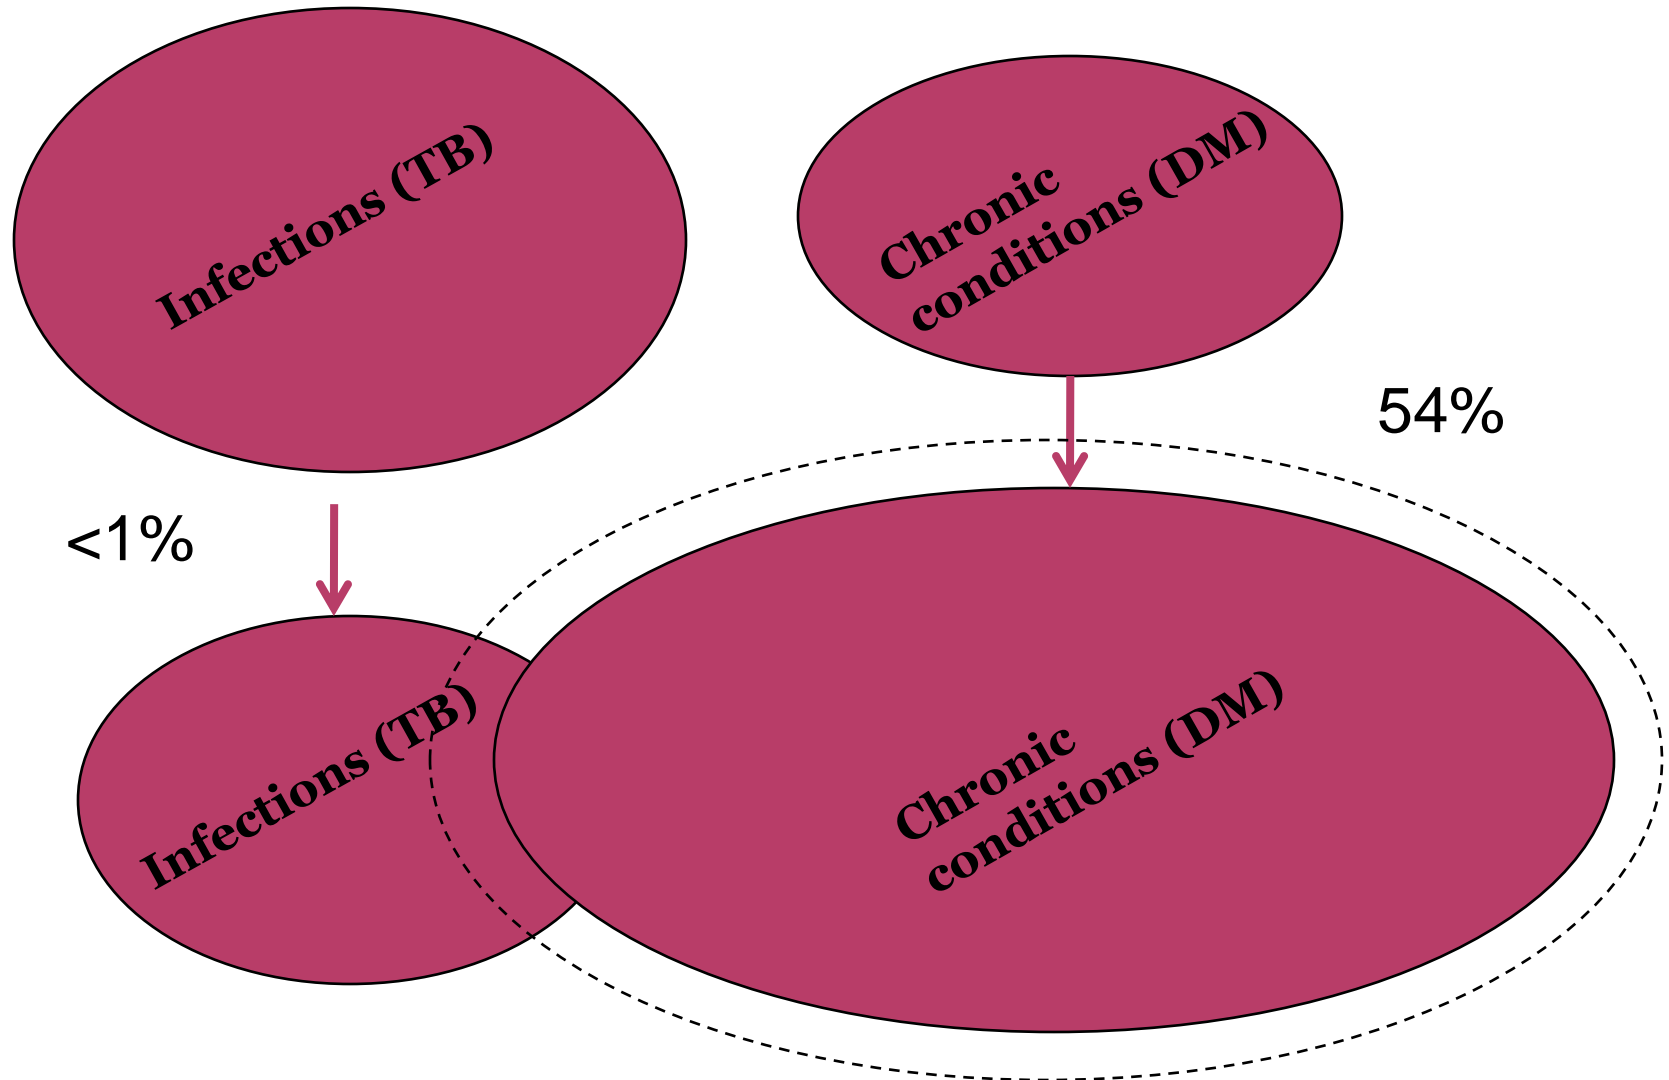 Infections (TB)
Chronic
conditions (DM)
54%
<1%
Infections (TB)
Chronic
conditions (DM)